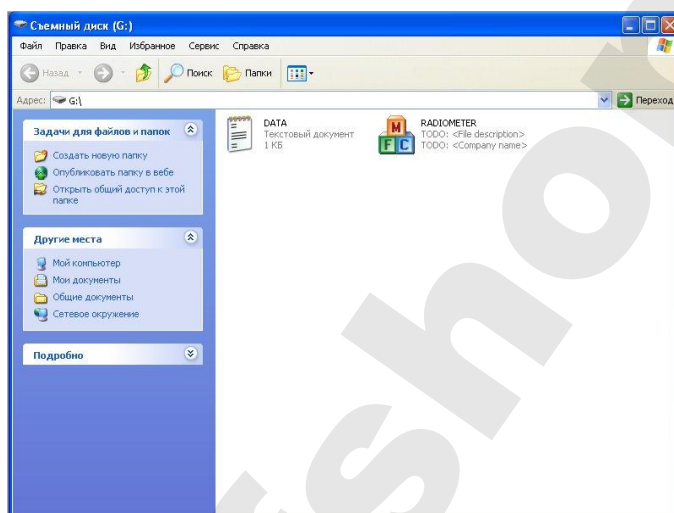 Съемный диск (G:)
Файл Правка Вид Избранное Сервис Справка
Назад Поиск Папки
Адрес: G:\ Переход
Задачи для файлов и папок
Создать новую папку
Опубликовать папку в вебе
Открыть общий доступ к этой
папке
Другие места
Мой компьютер
Мои документы
Общие документы
Сетевое окружение
Подробно
DATA
Текстовый документ
1 КБ
M
F C
RADIOMETER
TODO: <File description>
TODO: <Company name>